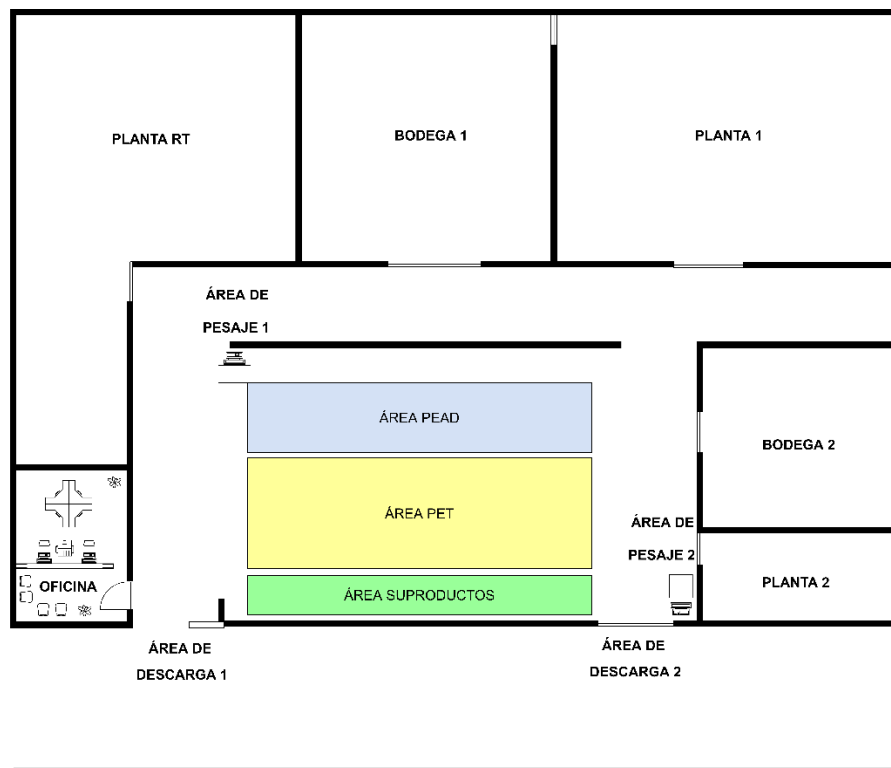 PLANTA RT
BODEGA 1
PLANTA 1
ÁREA DE
PESAJE 1
ÁREA PEAD
BODEGA 2
ÁREA PET
ÁREA DE
PESAJE 2
PLANTA 2
OFICINA
ÁREA SUPRODUCTOS
ÁREA DE
DESCARGA 1
ÁREA DE
DESCARGA 2